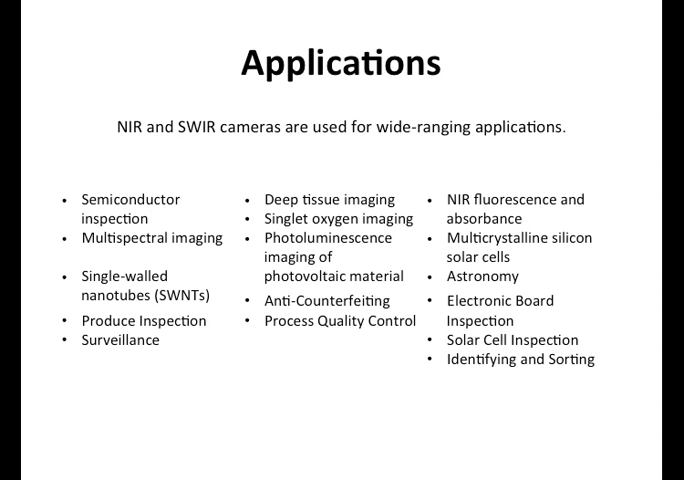 Applications
NIR and SWIR cameras are used for wide-ranging applications.
• Semiconductor
inspection
• Multispectral imaging
• Single-walled
nanotubes (SWNTs)
• Produce Inspection
• Surveillance
• Deep tissue imaging
• Singlet oxygen imaging
• Photoluminescence
imaging of
photovoltaic material
• Anti-Counterfeiting
• Process Quality Control
• NIR fluorescence and
absorbance
• Multicrystalline silicon
solar cells
• Astronomy
• Electronic Board
Inspection
• Solar Cell Inspection
• Identifying and Sorting